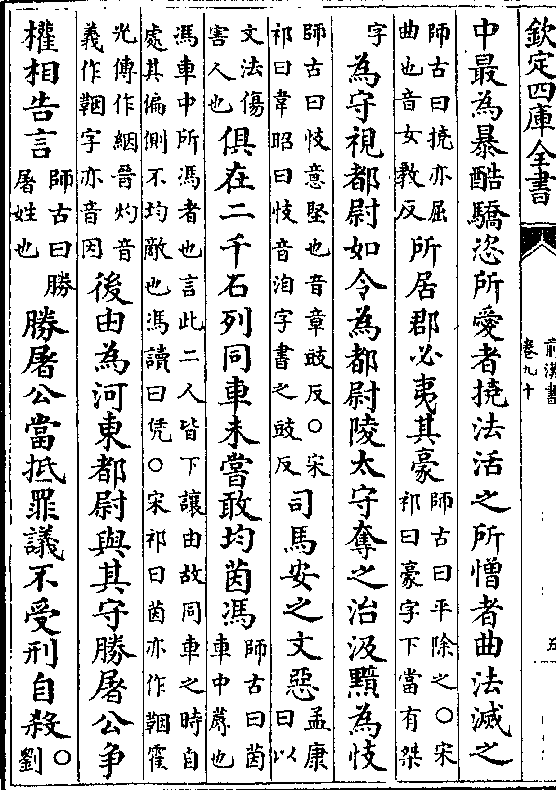 欽定四庫全書
前漢書
卷九十
五
中最為暴酷驕恣所愛者撓法活之所憎者曲法滅之
師古曰撓亦屈
曲也音女教反
所居郡必夷其豪
師古曰平除之〇宋
祁曰豪字下當有桀
字
為守視都尉如令為都尉陵太守奪之治汲黯為忮
師古曰忮意堅也音章豉反〇宋
祁曰韋昭曰忮音洎字書之豉反
司馬安之文惡
孟康
曰以
文法傷
害人也
俱在二千石列同車未嘗敢均茵馮
師古曰茵
車中蓐也
馮車中所馮者也言此二人皆下讓由故同車之時自
處其偏側不均敵也馮讀曰凭〇宋祁曰茵亦作鞇霍
光傳作絪晉灼音
義作鞇字亦音因
後由為河東都尉與其守勝屠公爭
權相告言
師古曰勝
屠姓也
勝屠公當抵罪議不受刑自殺
〇
劉